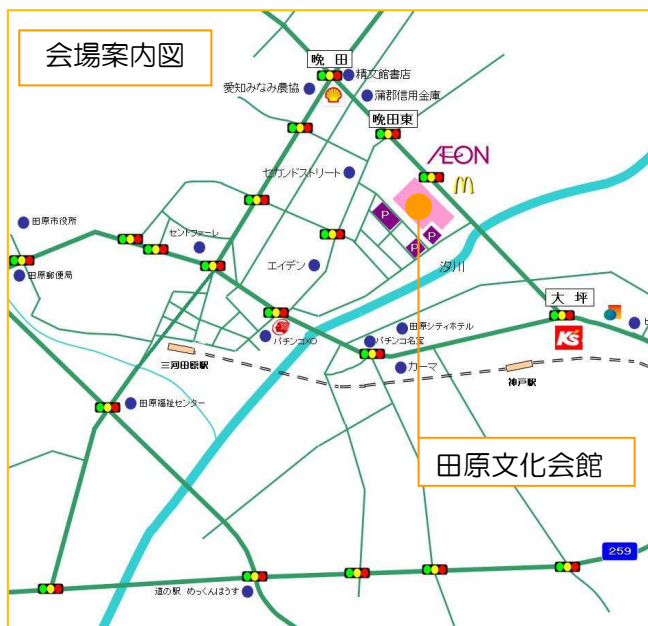 会場案内図
晩田
精文館書店
愛知みなみ農協
蒲郡信用金庫
晩田東
ÆON
セカンドストリート
P
田原市役所
セントファーレ
P
P
汐川
エイデン
田原郵便局
大坪
田原シティホテル
パチンコXO
パチンコ名宝
K's
ビ
三河田原駅
カーマ
神戸駅
田原福祉センター
田原文化会館
259
道の駅 めっくんはうす